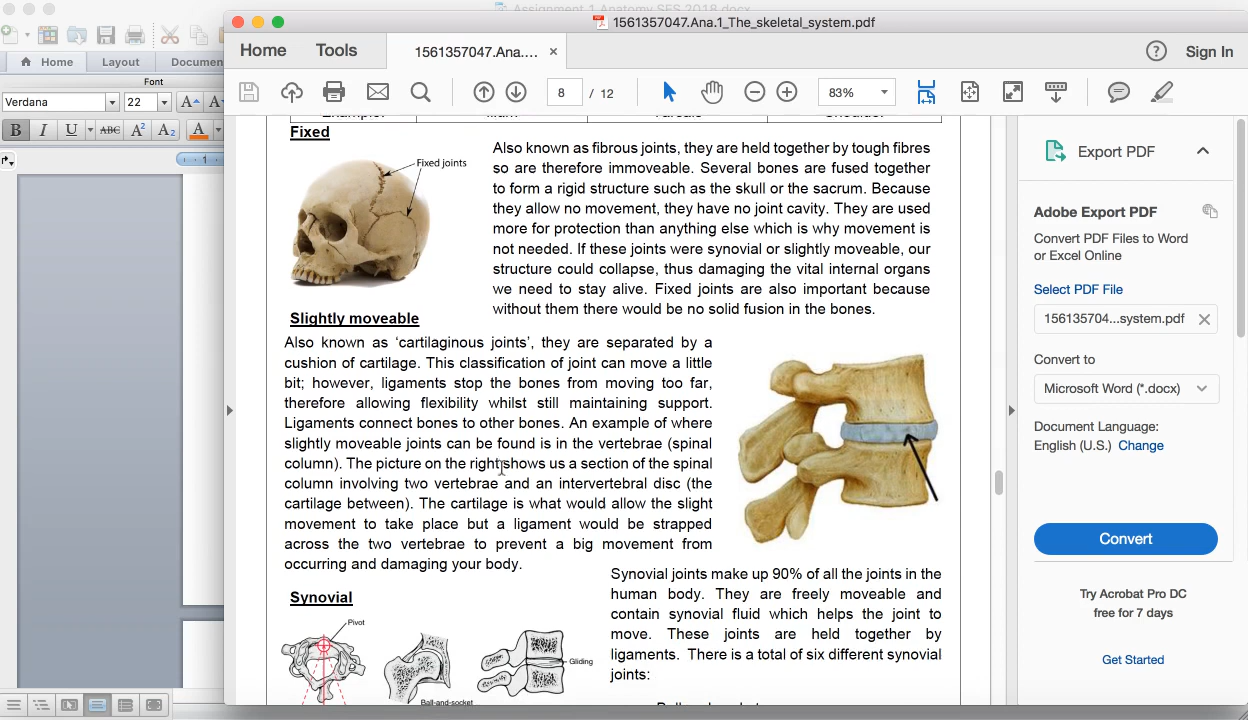 Assignment 1 Anatomy SES 2018.docx
1561357047.Ana.1_The_skeletal_system.pdf
Home Tools 1561357047.Ana.... × ? Sign In
Home Layout Documen
Font
8 / 12 83%
Verdana 22 A A
B I U ABC A2 A2 A
1
Fixed
Fixed joints
Also known as fibrous joints, they are held together by tough fibres
so are therefore immoveable. Several bones are fused together
to form a rigid structure such as the skull or the sacrum. Because
they allow no movement, they have no joint cavity. They are used
more for protection than anything else which is why movement is
not needed. If these joints were synovial or slightly moveable, our
structure could collapse, thus damaging the vital internal organs
we need to stay alive. Fixed joints are also important because
without them there would be no solid fusion in the bones.
Slightly moveable
Also known as ‘cartilaginous joints’, they are separated by a
cushion of cartilage. This classification of joint can move a little
bit; however, ligaments stop the bones from moving too far,
therefore allowing flexibility whilst still maintaining support.
Ligaments connect bones to other bones. An example of where
slightly moveable joints can be found is in the vertebrae (spinal
column). The picture on the right shows us a section of the spinal
column involving two vertebrae and an intervertebral disc (the
cartilage between). The cartilage is what would allow the slight
movement to take place but a ligament would be strapped
across the two vertebrae to prevent a big movement from
occurring and damaging your body.
Synovial
Pivot
Gliding
Ball-and-socket
Synovial joints make up 90% of all the joints in the
human body. They are freely moveable and
contain synovial fluid which helps the joint to
move. These joints are held together by
ligaments. There is a total of six different synovial
joints:
Export PDF
Adobe Export PDF
Convert PDF Files to Word
or Excel Online
Select PDF File
156135704...system.pdf
Convert to
Microsoft Word (*.docx)
Document Language:
English (U.S.) Change
Convert
Try Acrobat Pro DC
free for 7 days
Get Started